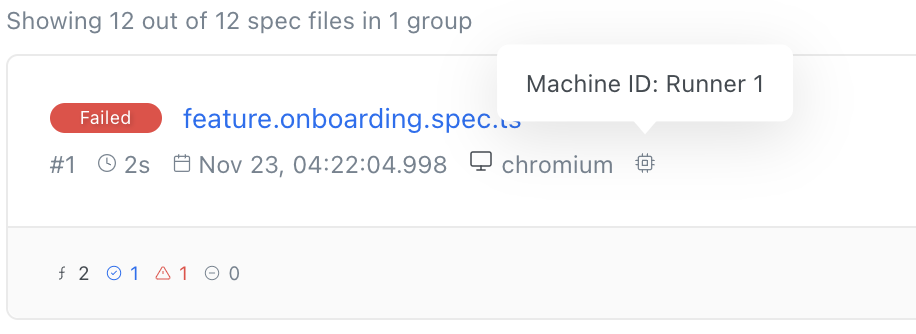 Showing 12 out of 12 spec files in 1 group
Machine ID: Runner 1
Failed feature.onboarding.spec.ts
#1 2s Nov 23, 04:22:04.998 chromium
2 1 1 0